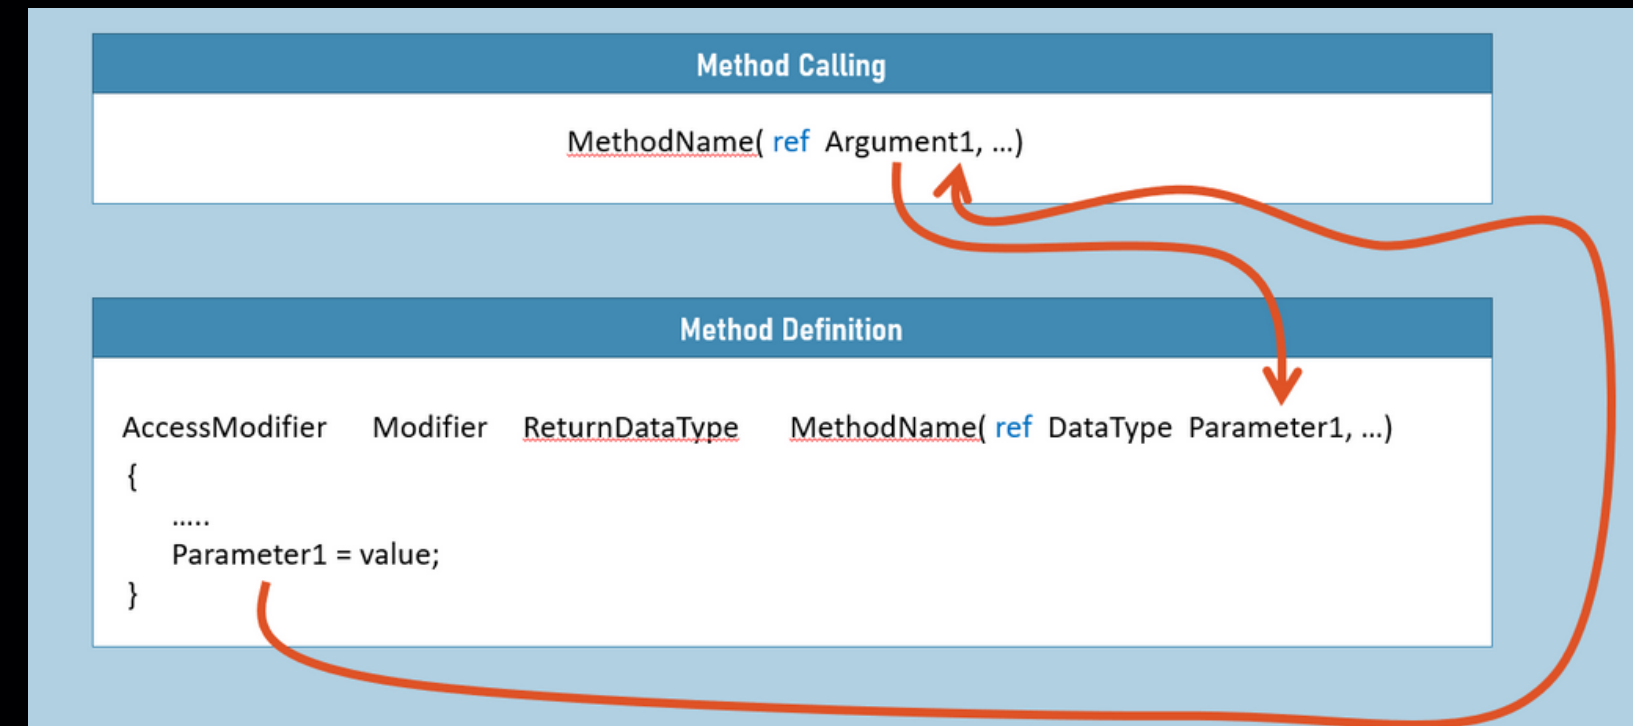 Method Calling
MethodName( ref Argument1, ...)
Method Definition
AccessModifier Modifier ReturnDataType MethodName( ref DataType Parameter1, ...)
{
.....
Parameter1 = value;
}